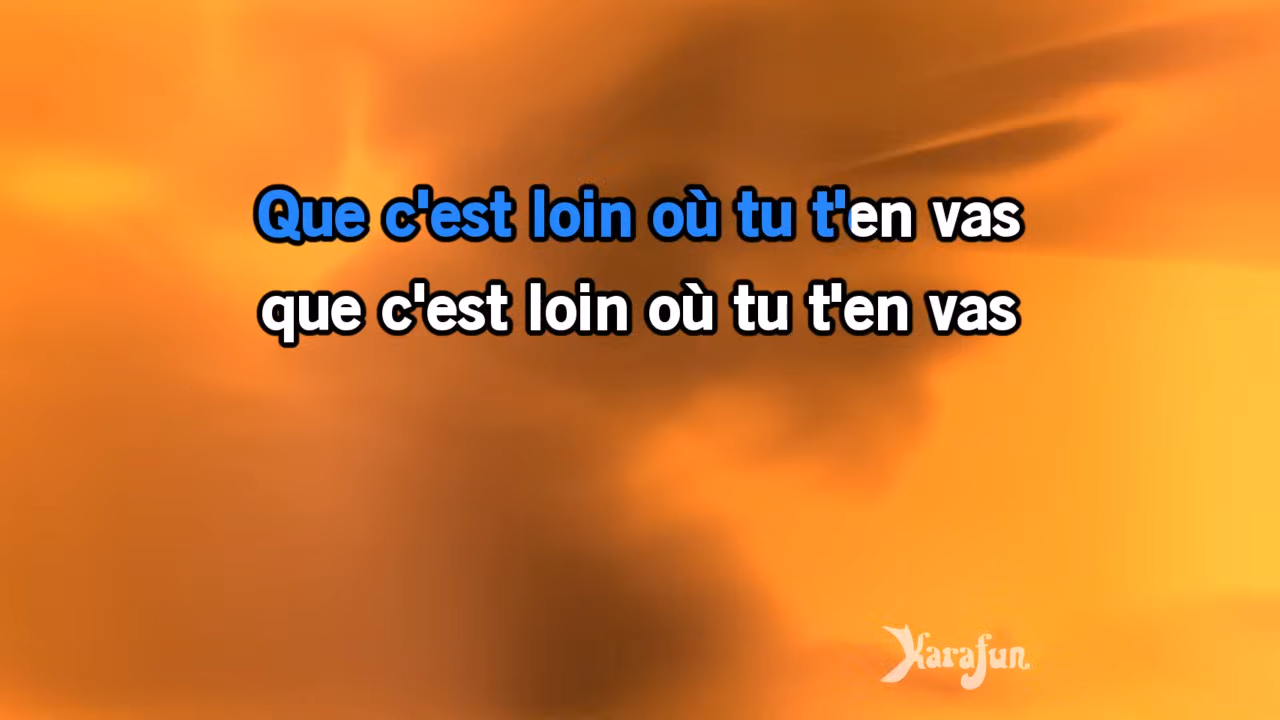 Que c'est loin où tu t'en vas
que c'est loin où tu t'en vas
Karafun